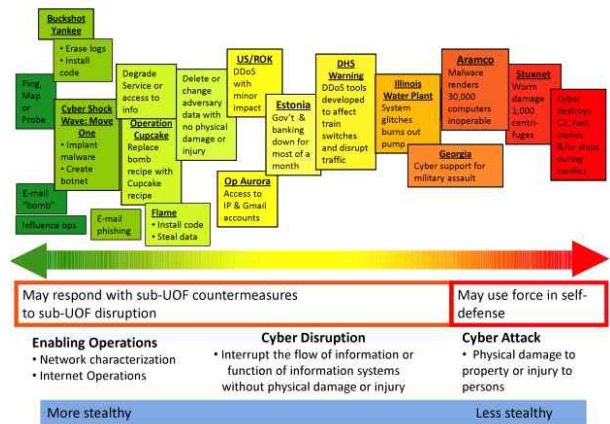 Buckshot
Yankee
• Erase logs
• Install
code
Ping,
Map
or
Probe
Cyber Shock
Wave: Move
One
• Implant
malware
• Create
botnet
E-mail
"bomb"
Influence ops
E-mail
phishing
Degrade
Service or
access to
info
Operation
Cupcake
Replace
bomb
recipe with
Cupcake
recipe
Flame
• Install code
• Steal data
Delete or
change
adversary
data with
no physical
damage or
injury
US/ROK
DDoS
with
minor
impact
Op Aurora
Access to
IP & Gmail
accounts
Estonia
Gov't &
banking
down for
most of a
month
DHS
Warning
DDoS tools
developed
to affect
train
switches
and disrupt
traffic
Illinois
Water Plant
System
glitches
burns out
pump
Aramco
Malware
renders
30,000
computers
inoperable
Georgia
Cyber support for
military assault
Stuxnet
Worm
damage
1,000
centri-
fuges
Cyber
destroys
C2, fuel,
planes
&/or ships
during
conflict
May respond with sub-UOF countermeasures
to sub-UOF disruption
May use force in self-
defense
Enabling Operations
• Network characterization
• Internet Operations
Cyber Disruption
• Interrupt the flow of information or
function of information systems
without physical damage or injury
Cyber Attack
• Physical damage to
property or injury to
persons
More stealthy
Less stealthy